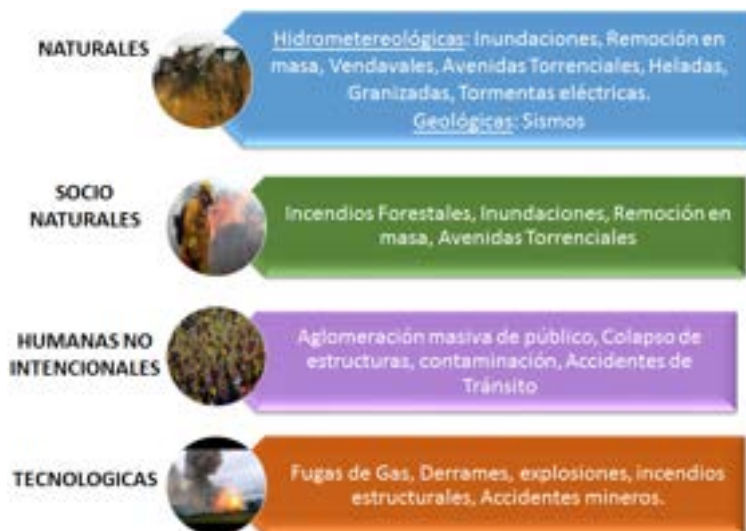 NATURALES
Hidrometereológicas: Inundaciones, Remoción en
masa, Vendavales, Avenidas Torrenciales, Heladas,
Granizadas, Tormentas eléctricas.
Geológicas: Sismos
SOCIO
NATURALES
Incendios Forestales, Inundaciones, Remoción en
masa, Avenidas Torrenciales
HUMANAS NO
INTENCIONALES
Aglomeración masiva de público, Colapso de
estructuras, contaminación, Accidentes de
Tránsito
TECNOLOGICAS
Fugas de Gas, Derrames, explosiones, incendios
estructurales, Accidentes mineros.